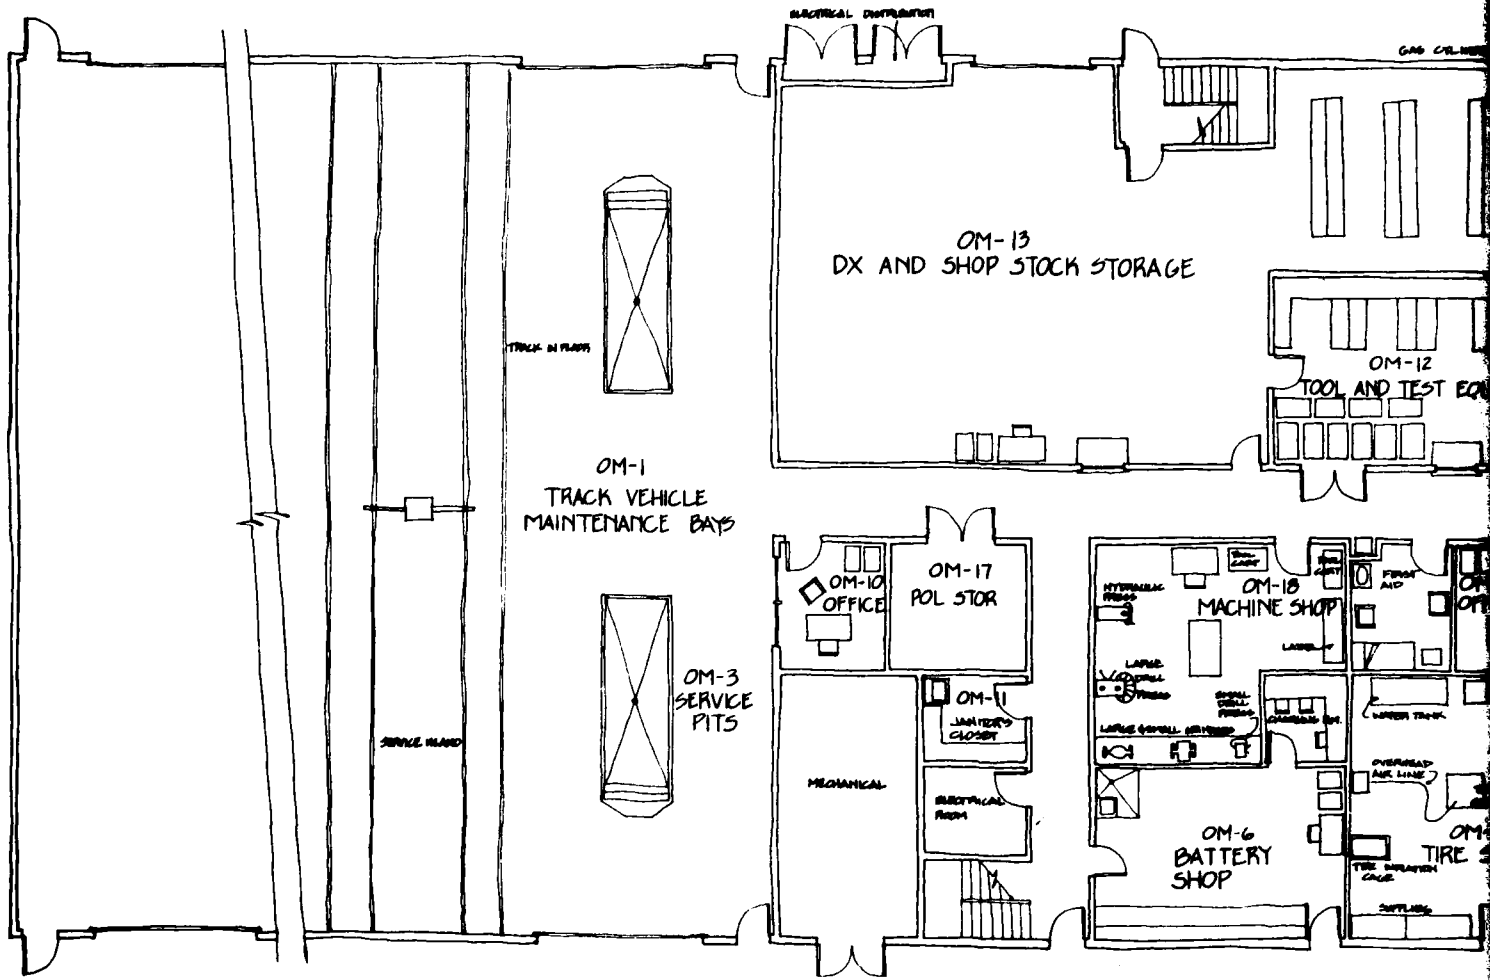 ELECTRICAL DISTRIBUTION
OM-13
DX AND SHOP STOCK STORAGE
TRACK IN FLOOR
OM-12
TOOL AND TEST
OM-1
TRACK VEHICLE
MAINTENANCE BAYS
OM-10
OFFICE
OM-17
POL STOR
HYDRAULIC
PRESS
TOOL
CART
OM-18
MACHINE SHOP
FIRST
AID
LARGE
DRILL
PRESS
OM-3
SERVICE
PITS
OM-11
JANITOR'S
CLOSET
SMALL
DRILL
PRESS
WATER TANK
SERVICE ISLAND
MECHANICAL
OVERHEAD
AIR LINE
ELECTRICAL
ROOM
OM-6
BATTERY
SHOP
TIRE
TIRE INFLATION
CAGE